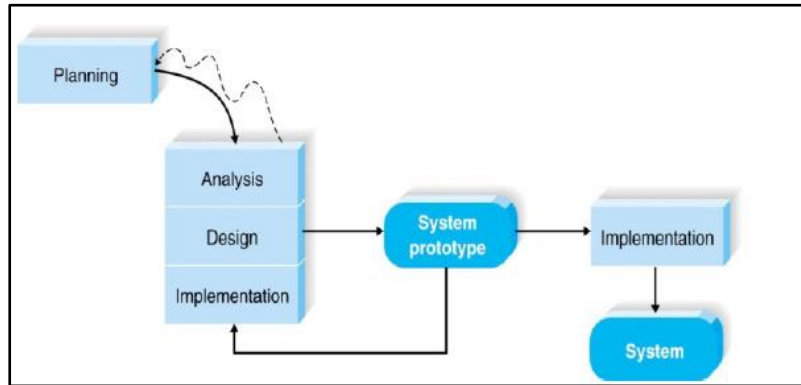 Planning
Analysis
Design
Implementation
System
prototype
Implementation
System